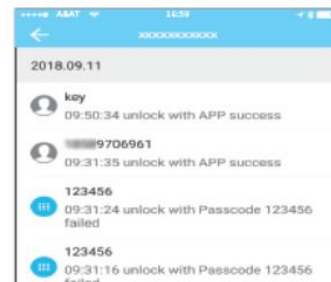 A&AT 16:59
xxxxxxxxxxx
2018.09.11
key
09:50:34 unlock with APP success
9706961
09:31:35 unlock with APP success
123456
09:31:24 unlock with Passcode 123456
failed
123456
09:31:16 unlock with Passcode 123456
failed